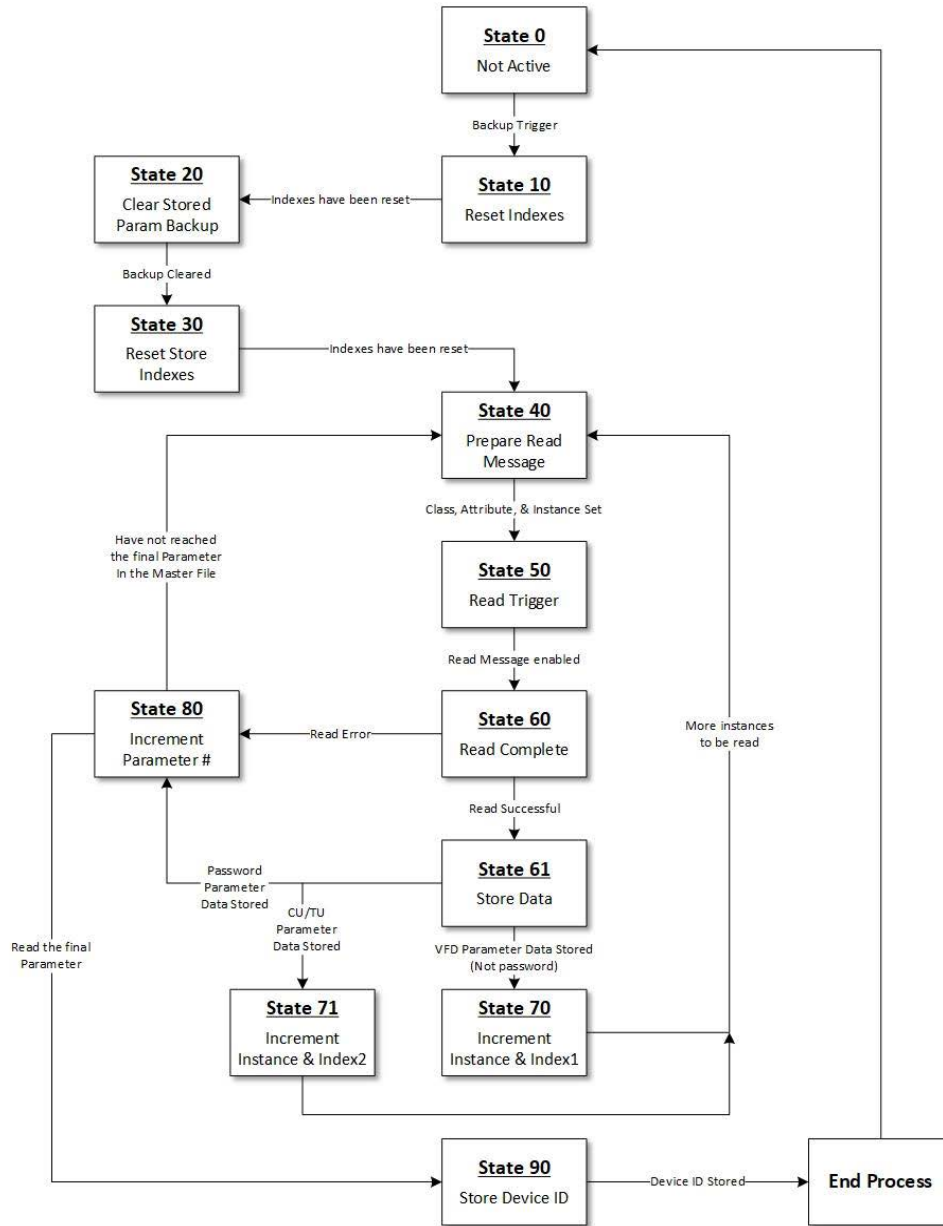 State 0
Not Active
Backup Trigger
State 20
Clear Stored
Param Backup
Indexes have been reset
State 10
Reset Indexes
Backup Cleared
State 30
Reset Store
Indexes
Indexes have been reset
State 40
Prepare Read
Message
Class, Attribute, & Instance Set
Have not reached
the final Parameter
In the Master File
State 50
Read Trigger
Read Message enabled
State 80
Increment
Parameter #
Read Error
State 60
Read Complete
More instances
to be read
Read Successful
State 61
Store Data
Password
Parameter
Data Stored
CU/TU
Parameter
Data Stored
VFD Parameter Data Stored
(Not password)
Read the final
Parameter
State 71
Increment
Instance & Index2
State 70
Increment
Instance & Index1
State 90
Store Device ID
Device ID Stored
End Process